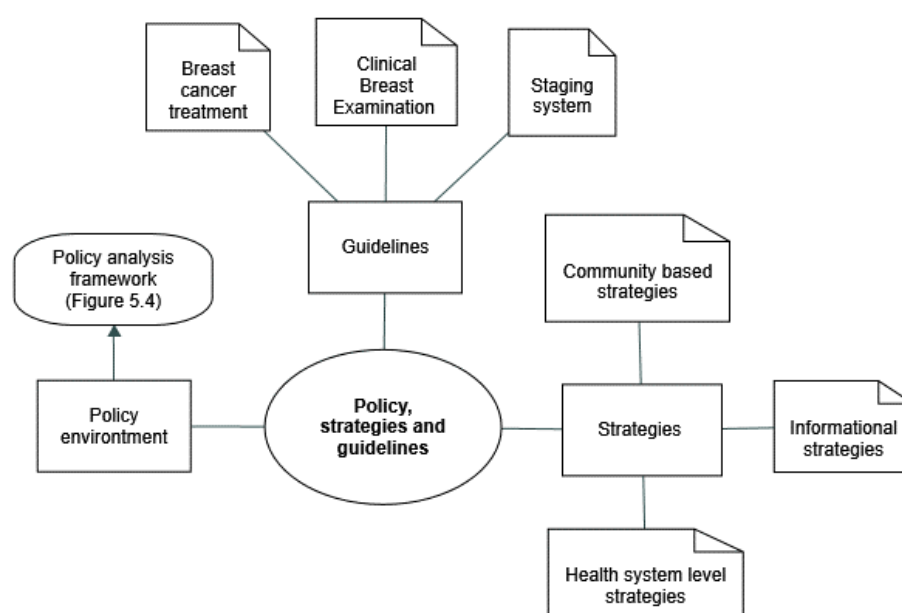 Breast
cancer
treatment
Clinical
Breast
Examination
Staging
system
Guidelines
Policy analysis
framework
(Figure 5.4)
Community based
strategies
Policy
environtment
Policy,
strategies and
guidelines
Strategies
Informational
strategies
Health system level
strategies